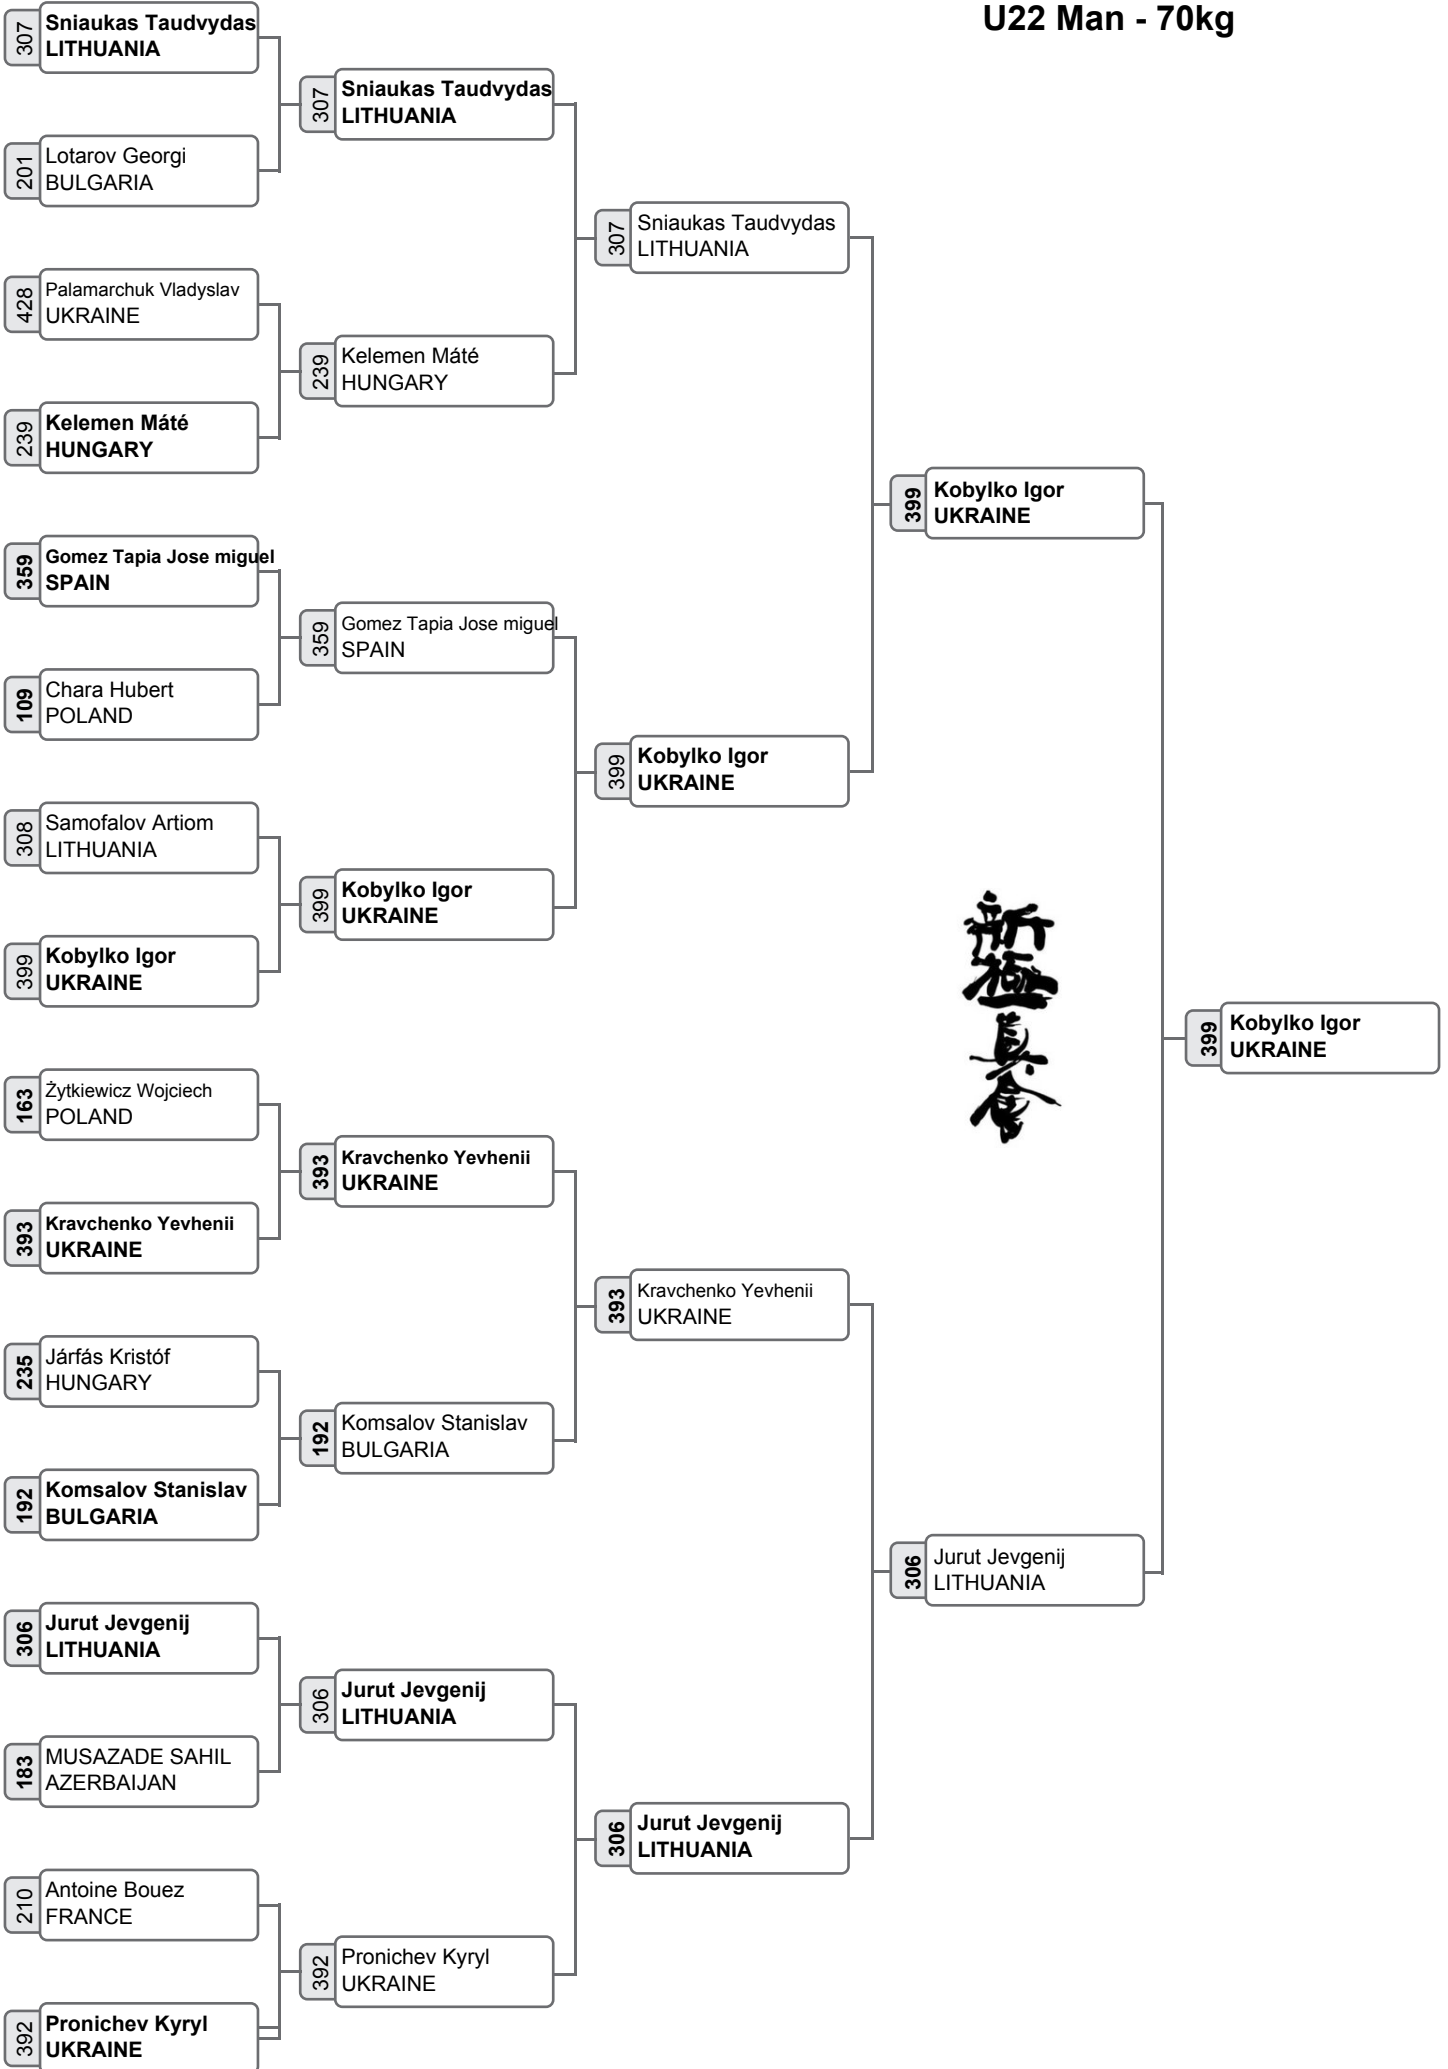 U22 Man - 70kg
307
Sniaukas Taudvydas
LITHUANIA
201
Lotarov Georgi
BULGARIA
428
Palamarchuk Vladyslav
UKRAINE
239
Kelemen Máté
HUNGARY
359
Gomez Tapia Jose miguel
SPAIN
109
Chara Hubert
POLAND
308
Samofalov Artiom
LITHUANIA
399
Kobylko Igor
UKRAINE
163
Żytkiewicz Wojciech
POLAND
393
Kravchenko Yevhenii
UKRAINE
235
Járfás Kristóf
HUNGARY
192
Komsalov Stanislav
BULGARIA
306
Jurut Jevgenij
LITHUANIA
183
MUSAZADE SAHIL
AZERBAIJAN
210
Antoine Bouez
FRANCE
392
Pronichev Kyryl
UKRAINE
307
Sniaukas Taudvydas
LITHUANIA
239
Kelemen Máté
HUNGARY
359
Gomez Tapia Jose miguel
SPAIN
399
Kobylko Igor
UKRAINE
393
Kravchenko Yevhenii
UKRAINE
192
Komsalov Stanislav
BULGARIA
306
Jurut Jevgenij
LITHUANIA
392
Pronichev Kyryl
UKRAINE
307
Sniaukas Taudvydas
LITHUANIA
399
Kobylko Igor
UKRAINE
393
Kravchenko Yevhenii
UKRAINE
306
Jurut Jevgenij
LITHUANIA
399
Kobylko Igor
UKRAINE
306
Jurut Jevgenij
LITHUANIA
新極真会
399
Kobylko Igor
UKRAINE